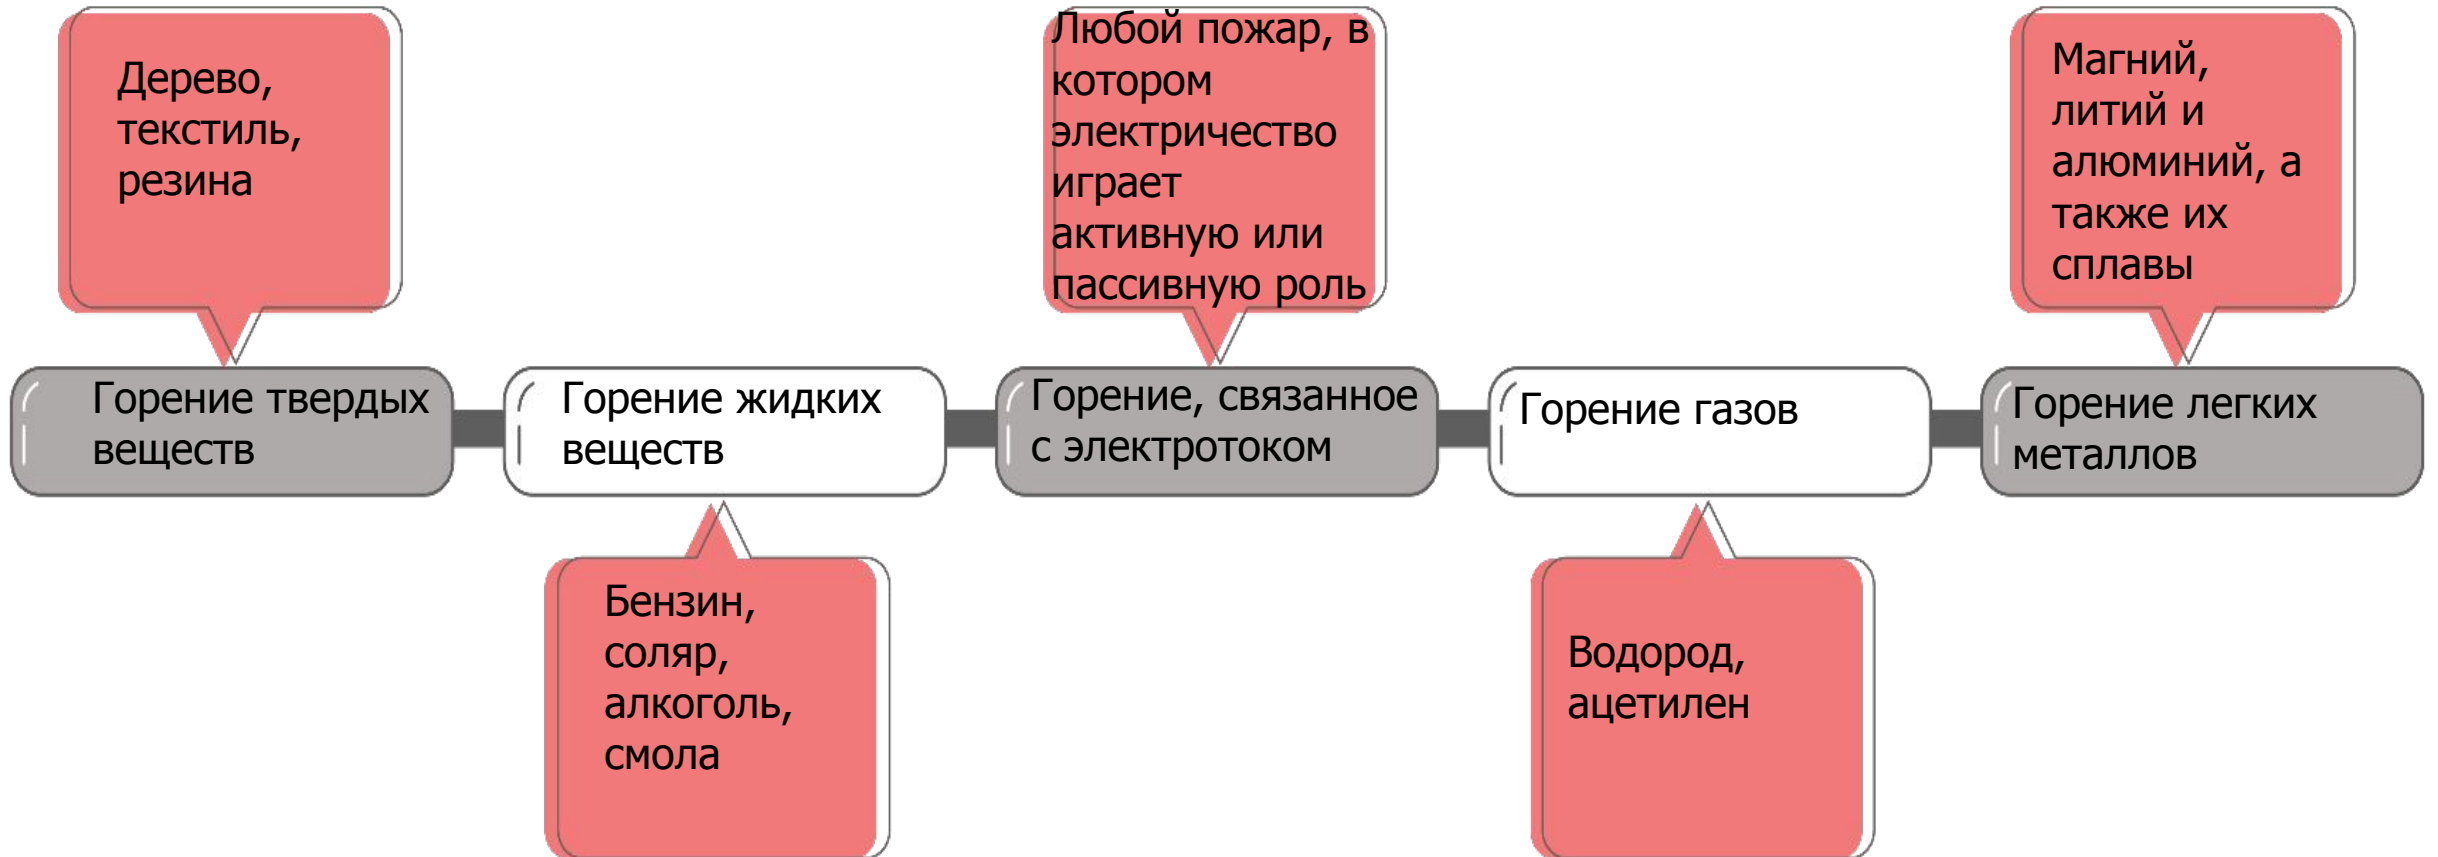 Дерево,
текстиль,
резина
Любой пожар, в
котором
электричество
играет
активную или
пассивную роль
Магний,
литий и
алюминий, а
также их
сплавы
Горение твердых
веществ
Горение жидких
веществ
Горение, связанное
с электротоком
Горение газов
Горение легких
металлов
Бензин,
соляр,
алкоголь,
смола
Водород,
ацетилен